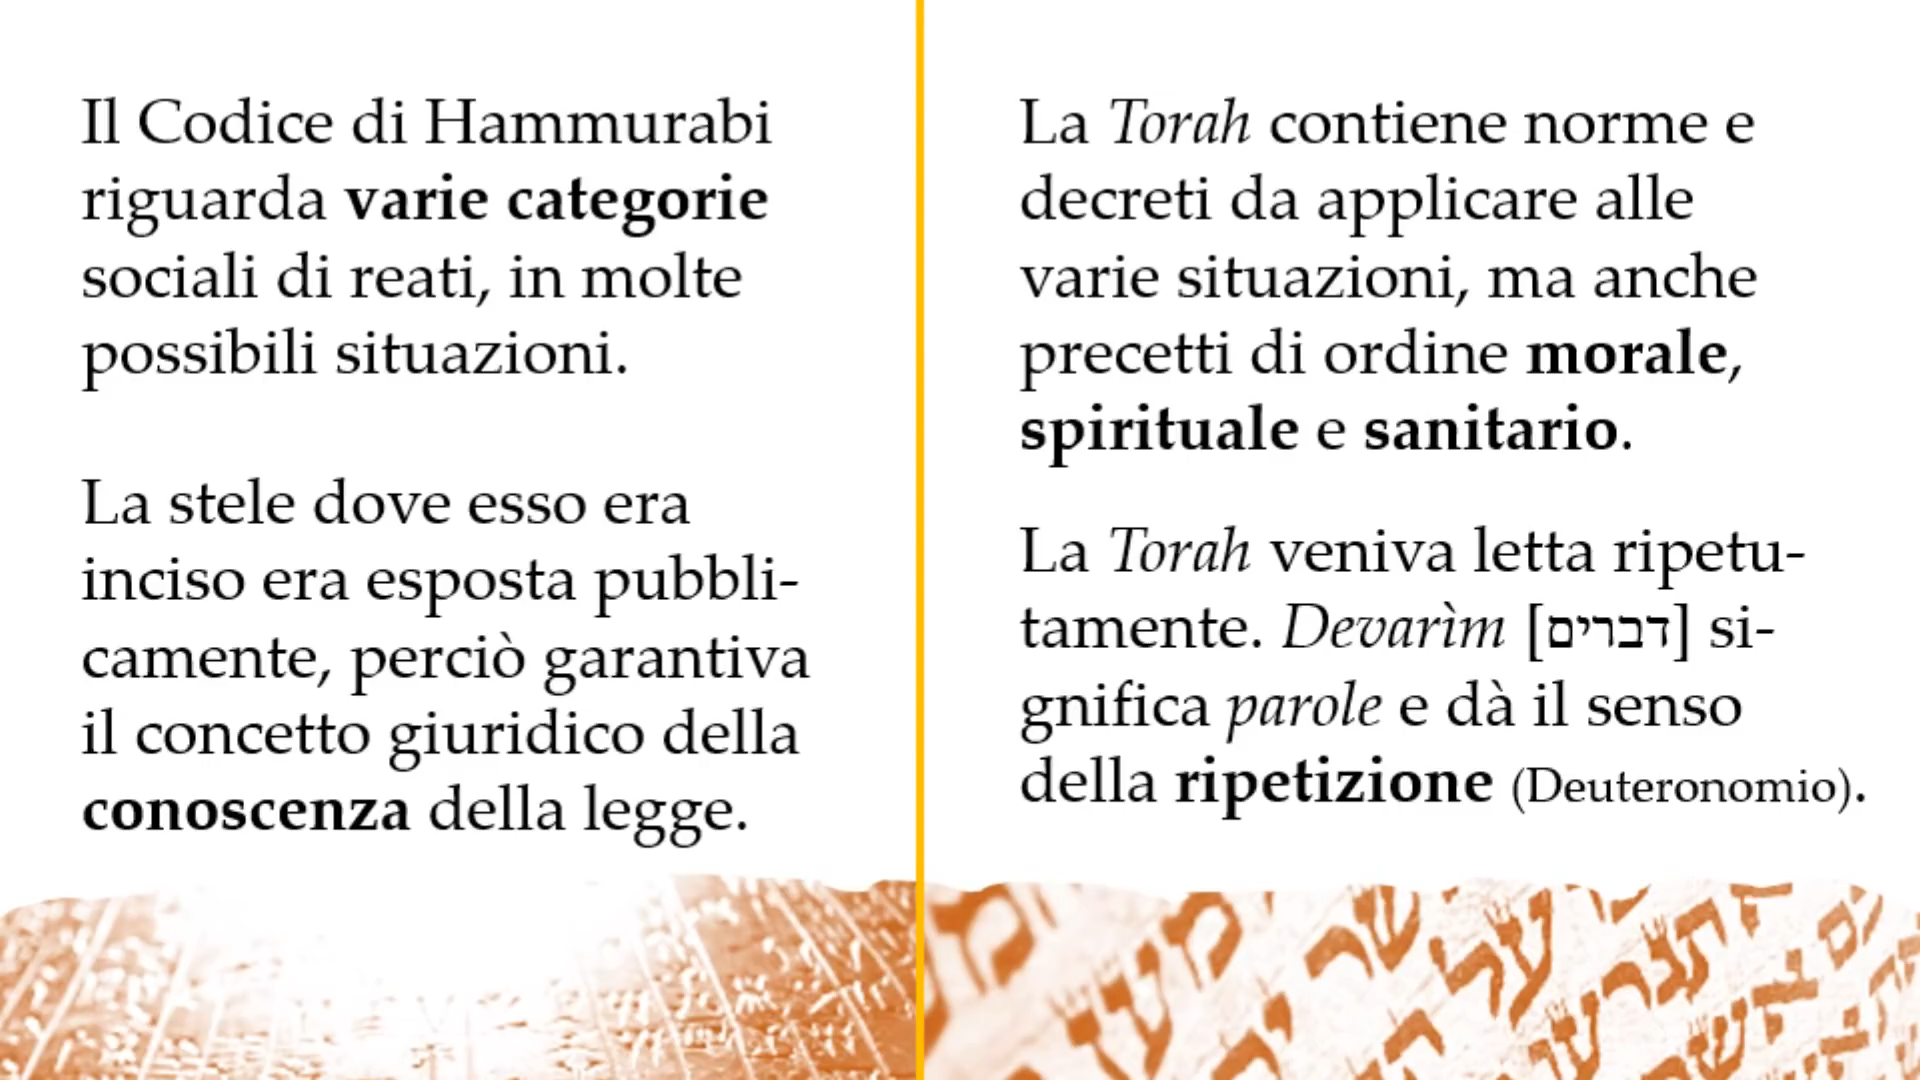 Il Codice di Hammurabi
riguarda varie categorie
sociali di reati, in molte
possibili situazioni.
La stele dove esso era
inciso era esposta pubbli-
camente, perciò garantiva
il concetto giuridico della
conoscenza della legge.
La Torah contiene norme e
decreti da applicare alle
varie situazioni, ma anche
precetti di ordine morale,
spirituale e sanitario.
La Torah veniva letta ripetu-
tamente. Devarìm [דברים] si-
gnifica parole e dà il senso
della ripetizione (Deuteronomio).